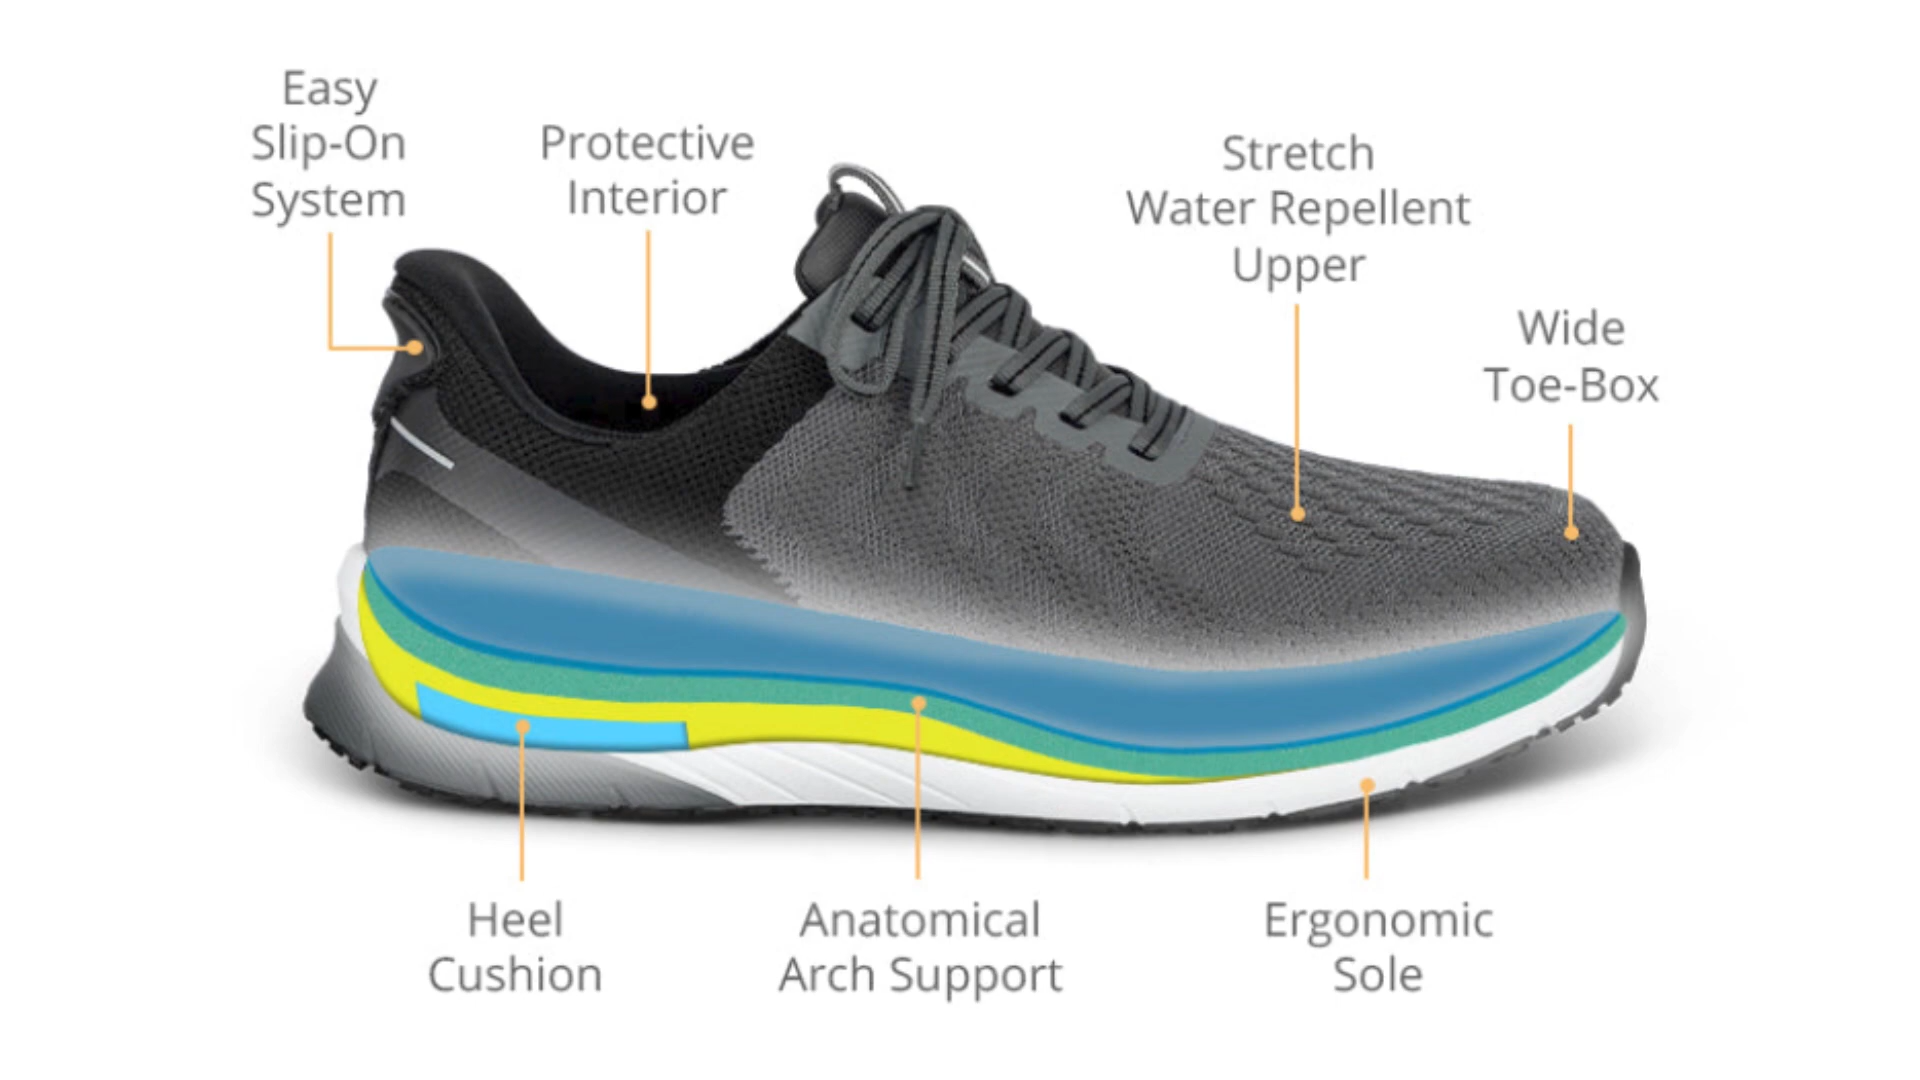 Easy
Slip-On
System
Protective
Interior
Stretch
Water Repellent
Upper
Wide
Toe-Box
Heel
Cushion
Anatomical
Arch Support
Ergonomic
Sole